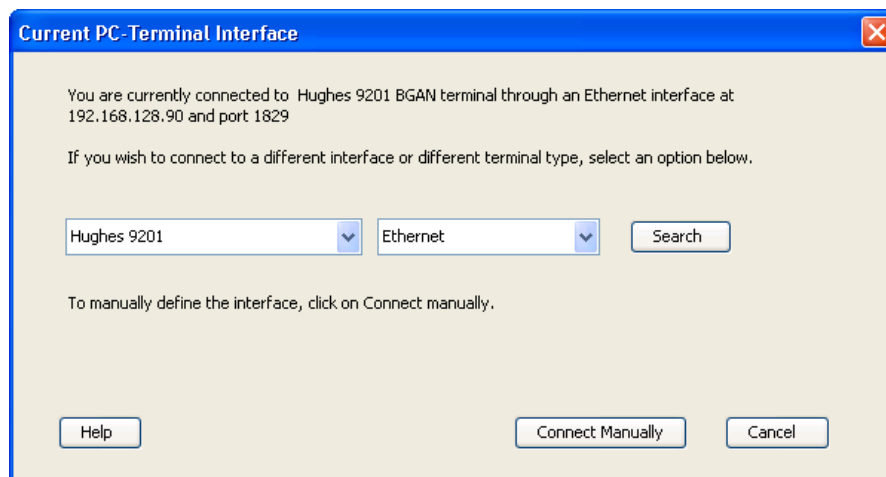 Current PC-Terminal Interface
You are currently connected to Hughes 9201 BGAN terminal through an Ethernet interface at
192.168.128.90 and port 1829
If you wish to connect to a different interface or different terminal type, select an option below.
Hughes 9201
Ethernet
Search
To manually define the interface, click on Connect manually.
Help
Connect Manually
Cancel